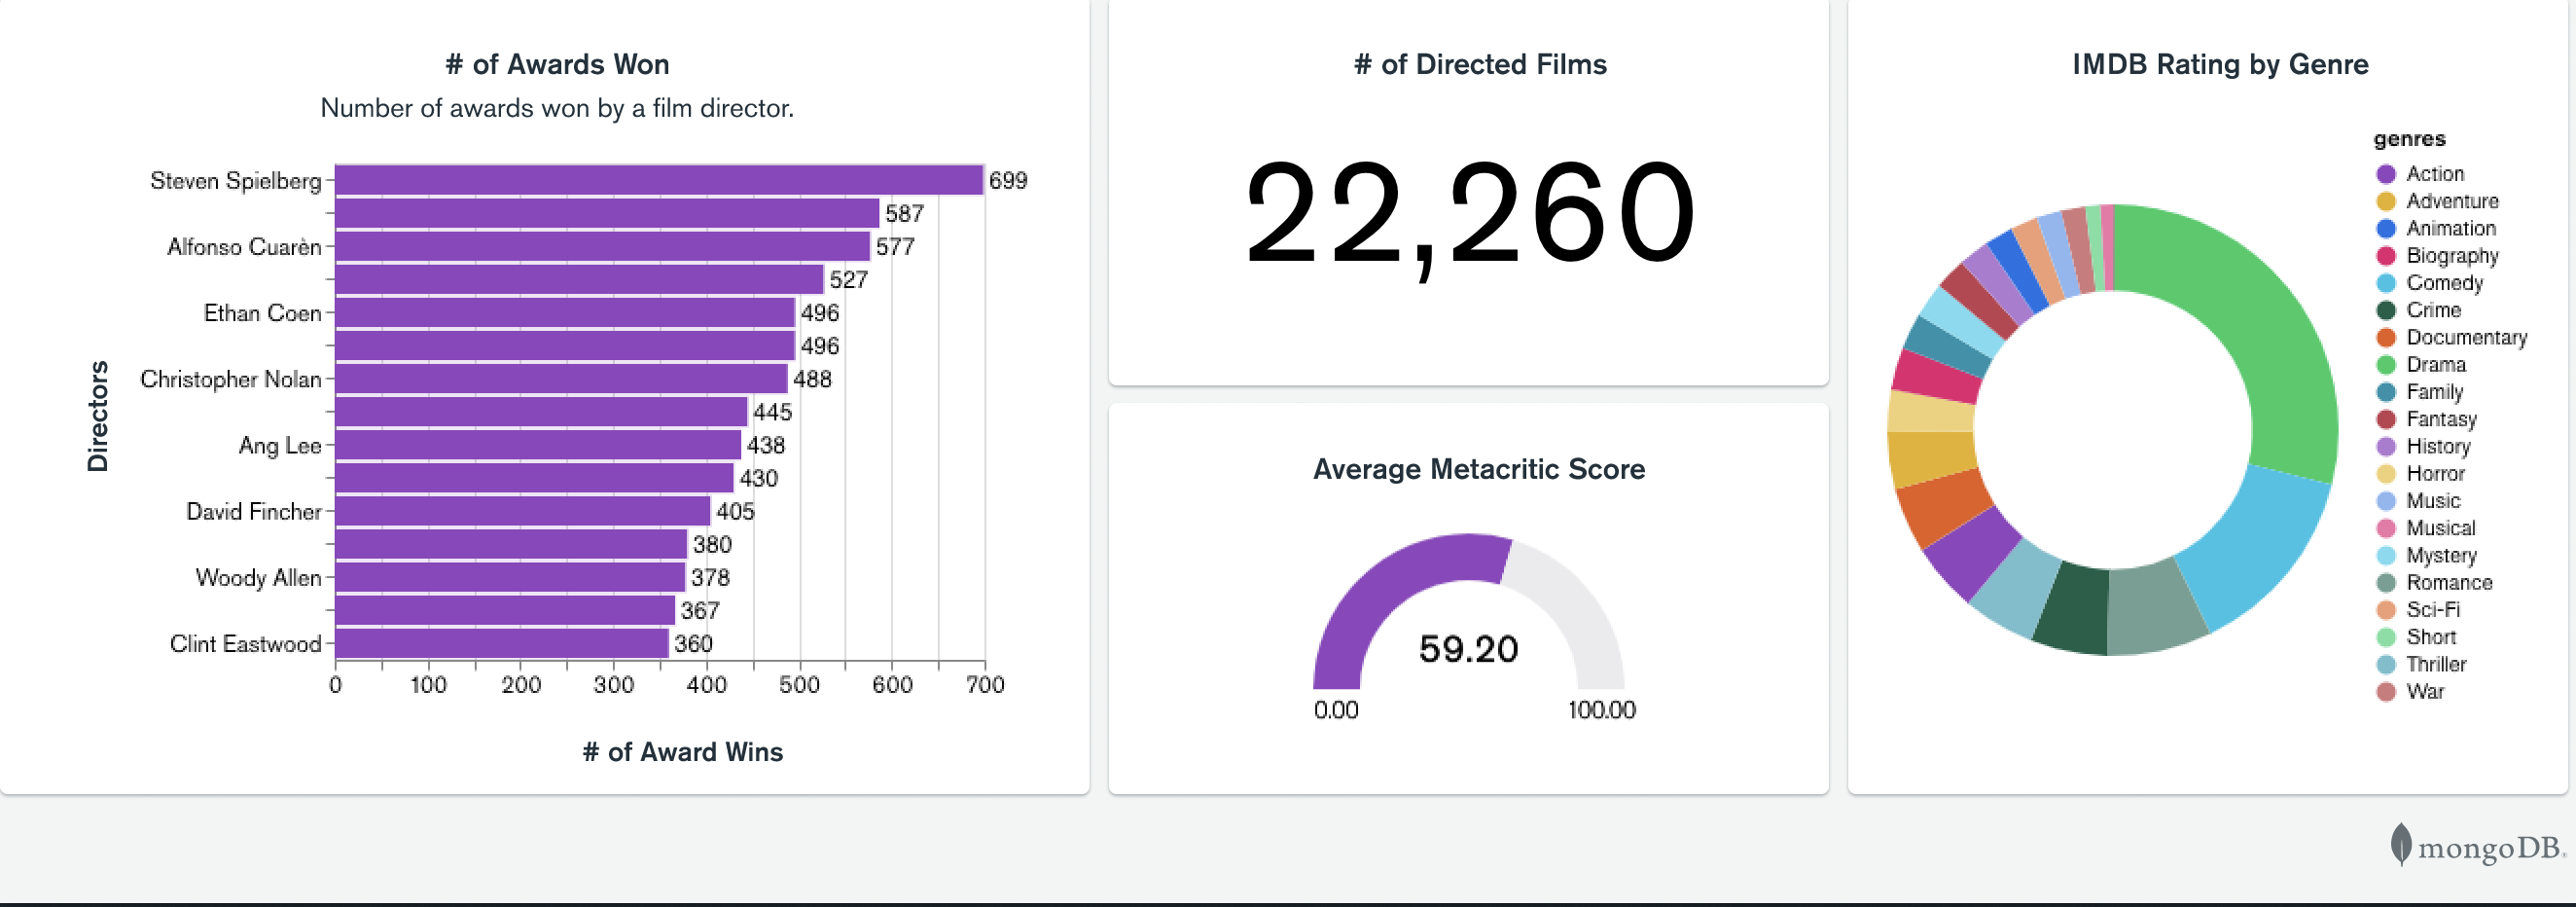 # of Awards Won
Number of awards won by a film director.
Directors
Steven Spielberg 699
587
Alfonso Cuarèn 577
527
Ethan Coen 496
496
Christopher Nolan 488
445
Ang Lee 438
430
David Fincher 405
380
Woody Allen 378
367
Clint Eastwood 360
0 100 200 300 400 500 600 700
# of Award Wins
# of Directed Films
22,260
Average Metacritic Score
59.20
0.00 100.00
IMDB Rating by Genre
genres
Action
Adventure
Animation
Biography
Comedy
Crime
Documentary
Drama
Family
Fantasy
History
Horror
Music
Musical
Mystery
Romance
Sci-Fi
Short
Thriller
War
mongoDB.